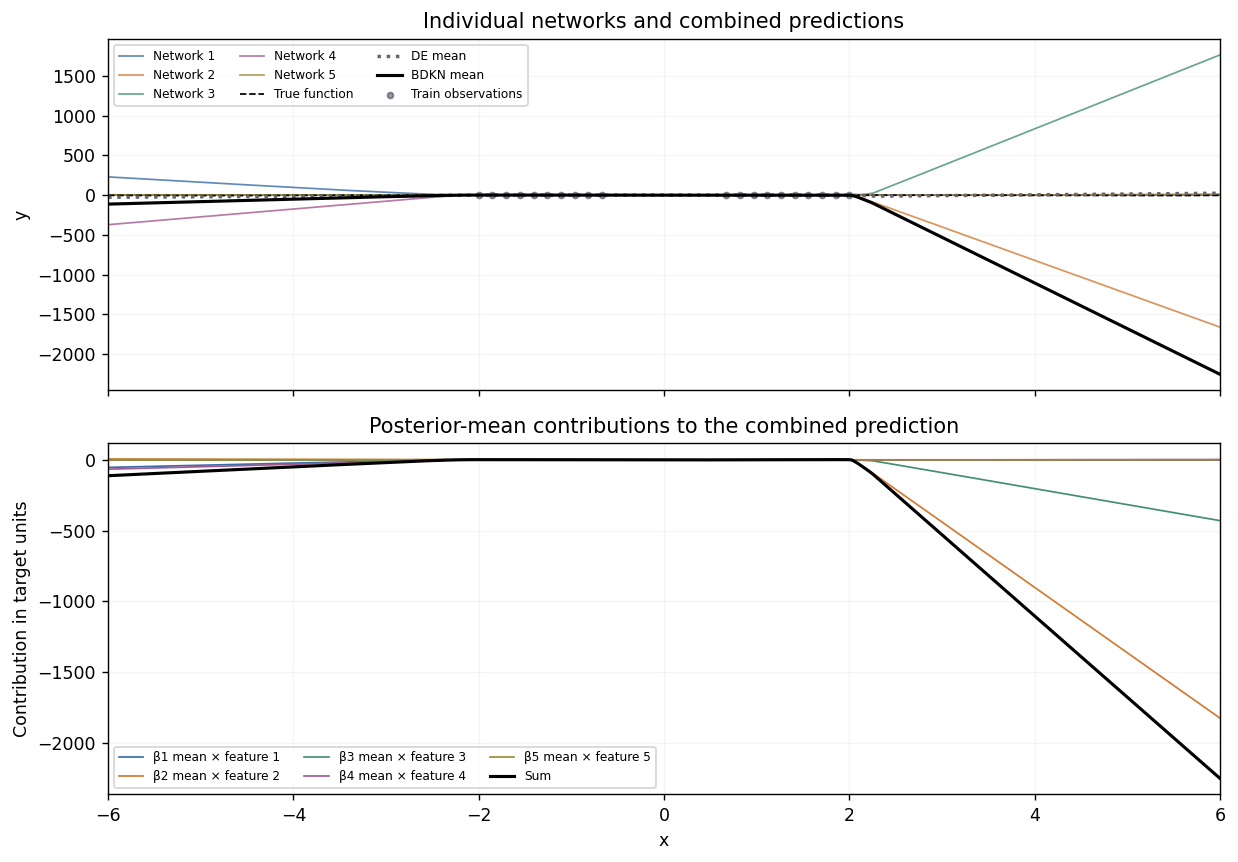 Individual networks and combined predictions
Network 1
Network 2
Network 3
Network 4
Network 5
True function
DE mean
BDKN mean
Train observations
1500
1000
500
0
−500
−1000
−1500
−2000
y
Posterior-mean contributions to the combined prediction
0
−500
−1000
−1500
−2000
Contribution in target units
β1 mean × feature 1
β2 mean × feature 2
β3 mean × feature 3
β4 mean × feature 4
β5 mean × feature 5
Sum
−6 −4 −2 0 2 4 6
x